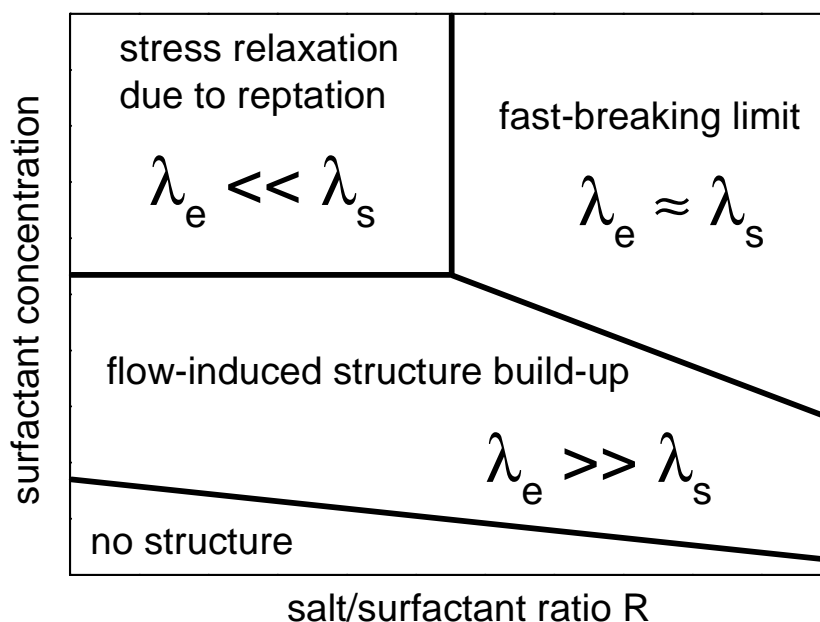 stress relaxation
due to reptation
λe << λs
fast-breaking limit
λe ≈ λs
flow-induced structure build-up
λe >> λs
no structure
surfactant concentration
salt/surfactant ratio R